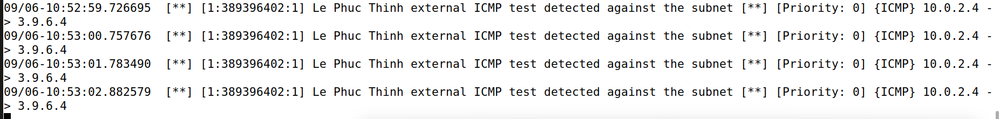 09/06-10:52:59.726695  [**] [1:389396402:1] Le Phuc Thinh external ICMP test detected against the subnet [**] [Priority: 0] {ICMP} 10.0.2.4 -
> 3.9.6.4
09/06-10:53:00.757676  [**] [1:389396402:1] Le Phuc Thinh external ICMP test detected against the subnet [**] [Priority: 0] {ICMP} 10.0.2.4 -
> 3.9.6.4
09/06-10:53:01.783490  [**] [1:389396402:1] Le Phuc Thinh external ICMP test detected against the subnet [**] [Priority: 0] {ICMP} 10.0.2.4 -
> 3.9.6.4
09/06-10:53:02.882579  [**] [1:389396402:1] Le Phuc Thinh external ICMP test detected against the subnet [**] [Priority: 0] {ICMP} 10.0.2.4 -
> 3.9.6.4